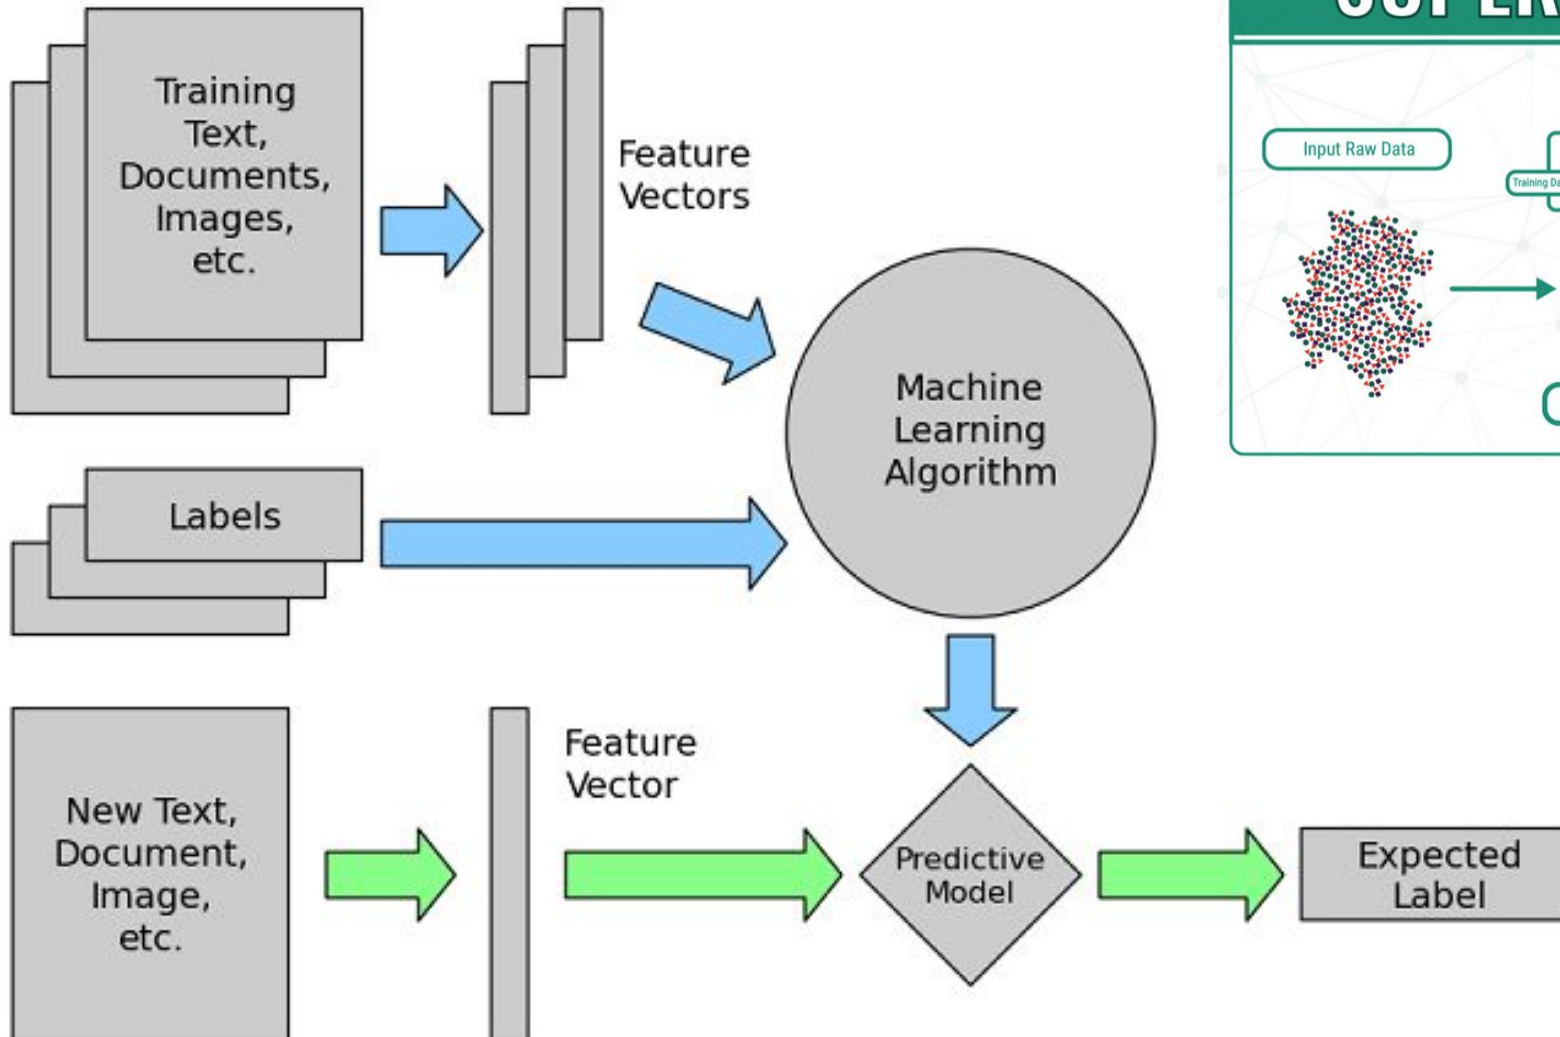 Training
Text,
Documents,
Images,
etc.
Feature
Vectors
Machine
Learning
Algorithm
Labels
New Text,
Document,
Image,
etc.
Feature
Vector
Predictive
Model
Expected
Label
Input Raw Data
Training